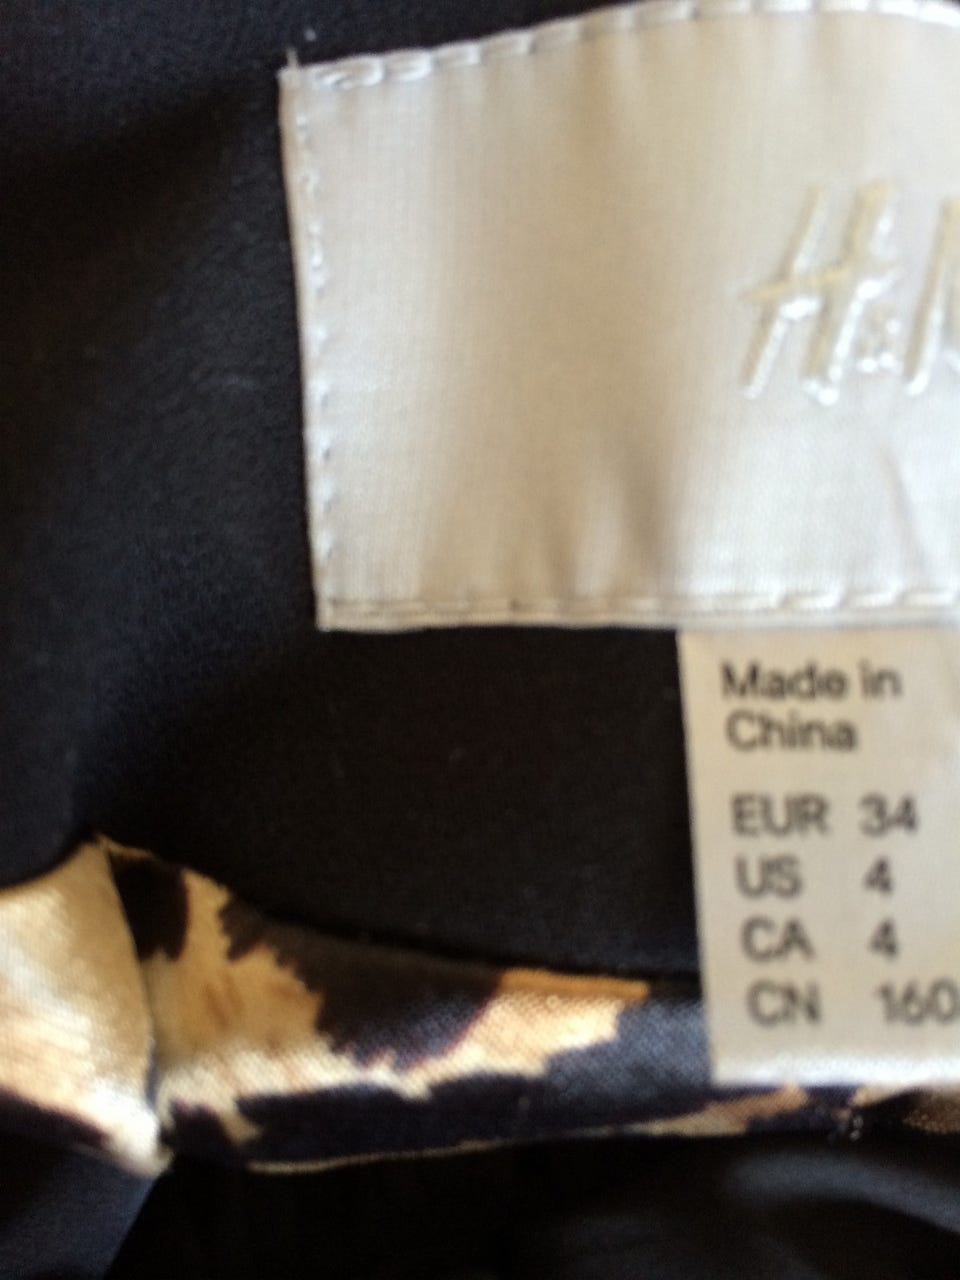 H&M
Made in
China
EUR 34
US 4
CA 4
CN 160